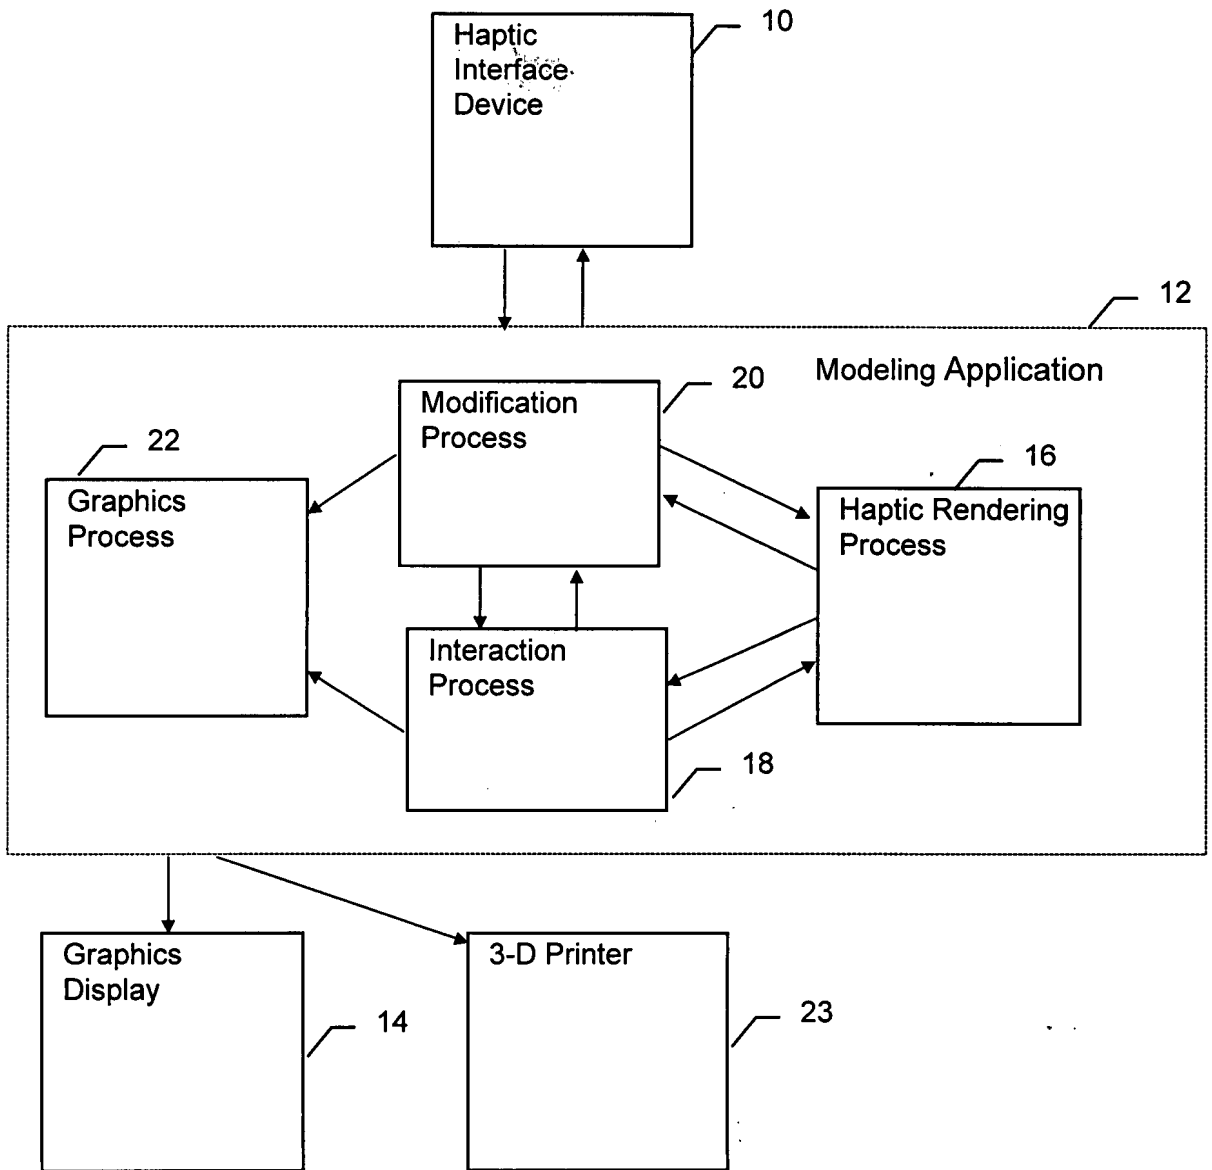 Haptic
Interface
Device
10
12
Modeling Application
20
Modification
Process
22
Graphics
Process
16
Haptic Rendering
Process
Interaction
Process
18
Graphics
Display
14
3-D Printer
23